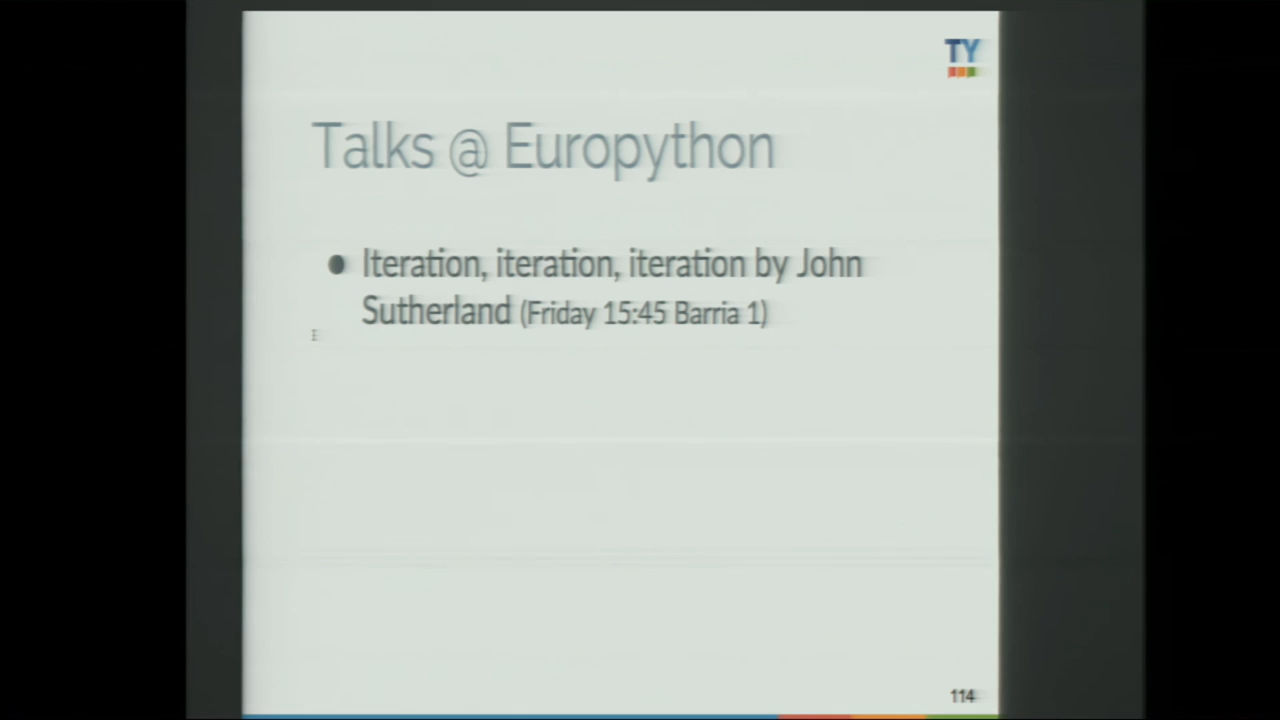 TY
Talks @ Europython
• Iteration, iteration, iteration by John
Sutherland (Friday 15:45 Barria 1)
114